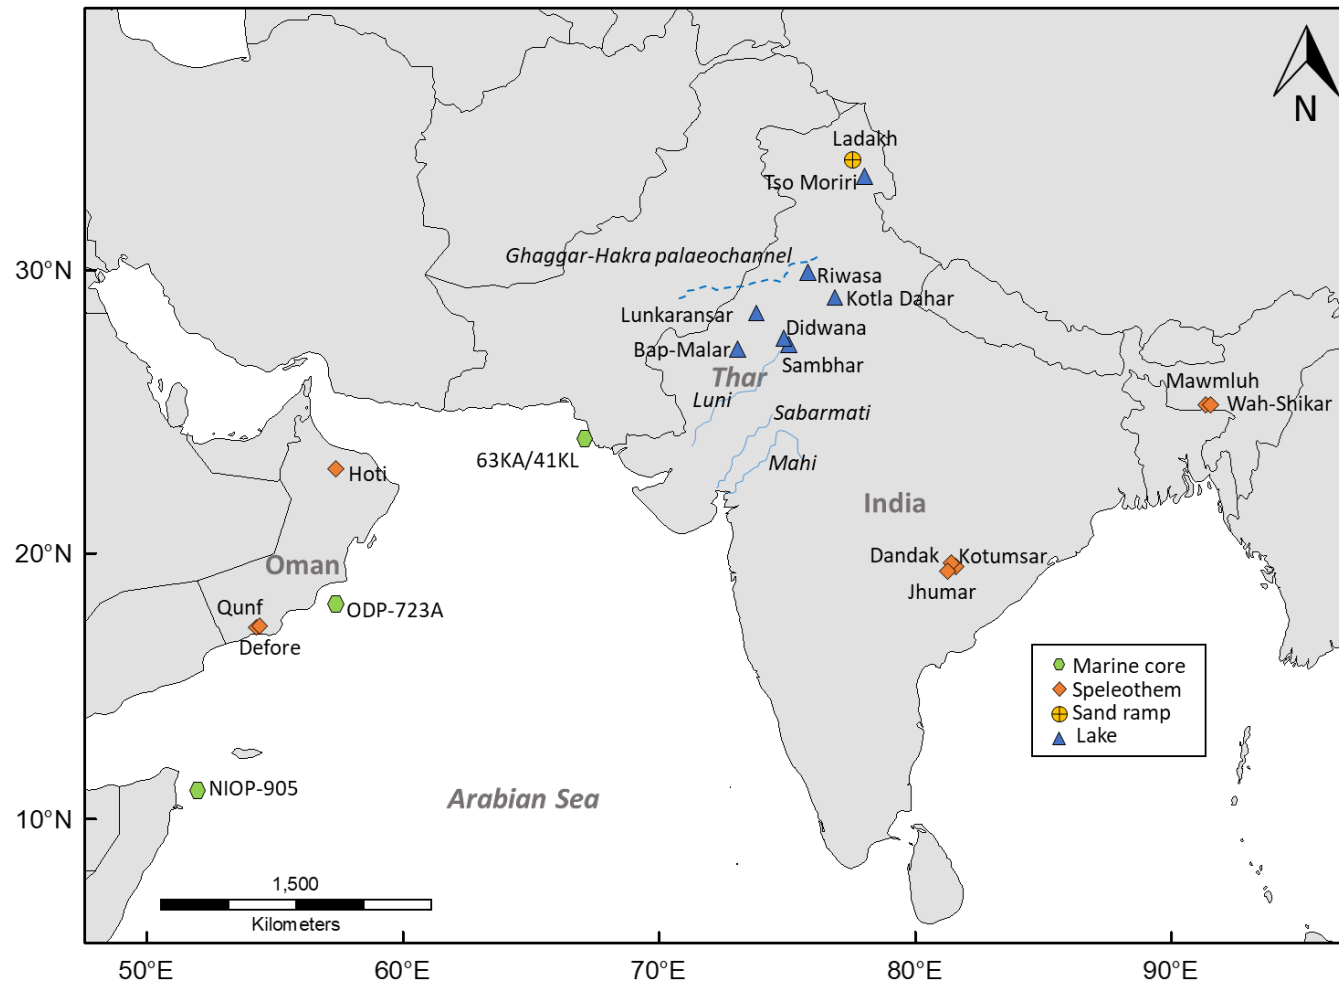 N
Ladakh
Tso Moriri
Ghaggar-Hakra palaeochannel
30°N
Riwasa
Kotla Dahar
Lunkaransar
Didwana
Bap-Malar
Sambhar
Thar
Mawmluh
Luni
Wah-Shikar
Sabarmati
63KA/41KL
Mahi
Hoti
India
20°N
Dandak
Kotumsar
Oman
Jhumar
Qunf
ODP-723A
Defore
Marine core
Speleothem
Sand ramp
Lake
NIOP-905
Arabian Sea
10°N
1,500
Kilometers
50°E
60°E
70°E
80°E
90°E